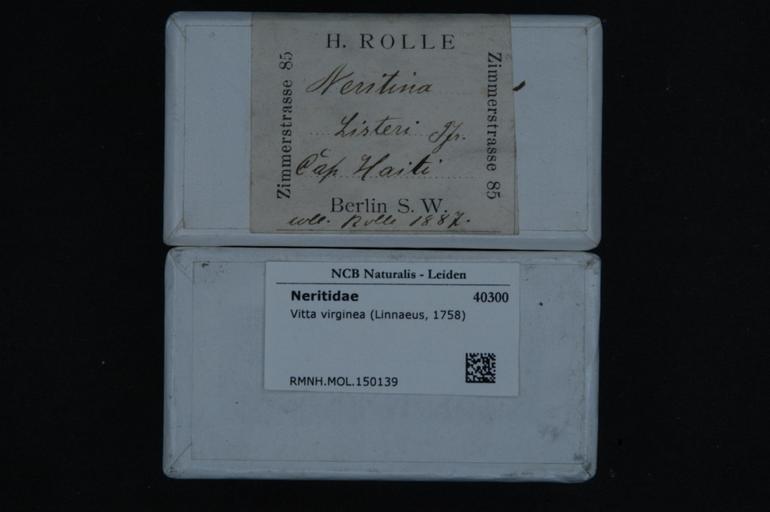 H. ROLLE
Zimmerstrasse 85
Neritina
Listeri Pfr.
Cap Haiti
Zimmerstrasse 85
Berlin S. W.
coll. Rolle 1887.
NCB Naturalis - Leiden
Neritidae 40300
Vitta virginea (Linnaeus, 1758)
RMNH.MOL.150139